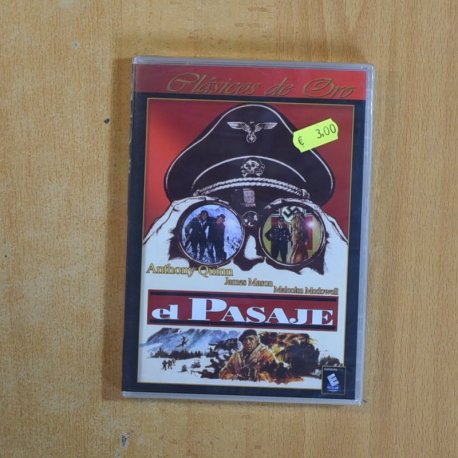 Clásicos de Oro
€ 3,00
Anthony Quinn
James Mason
Malcolm Mcdowell
el PASAJE